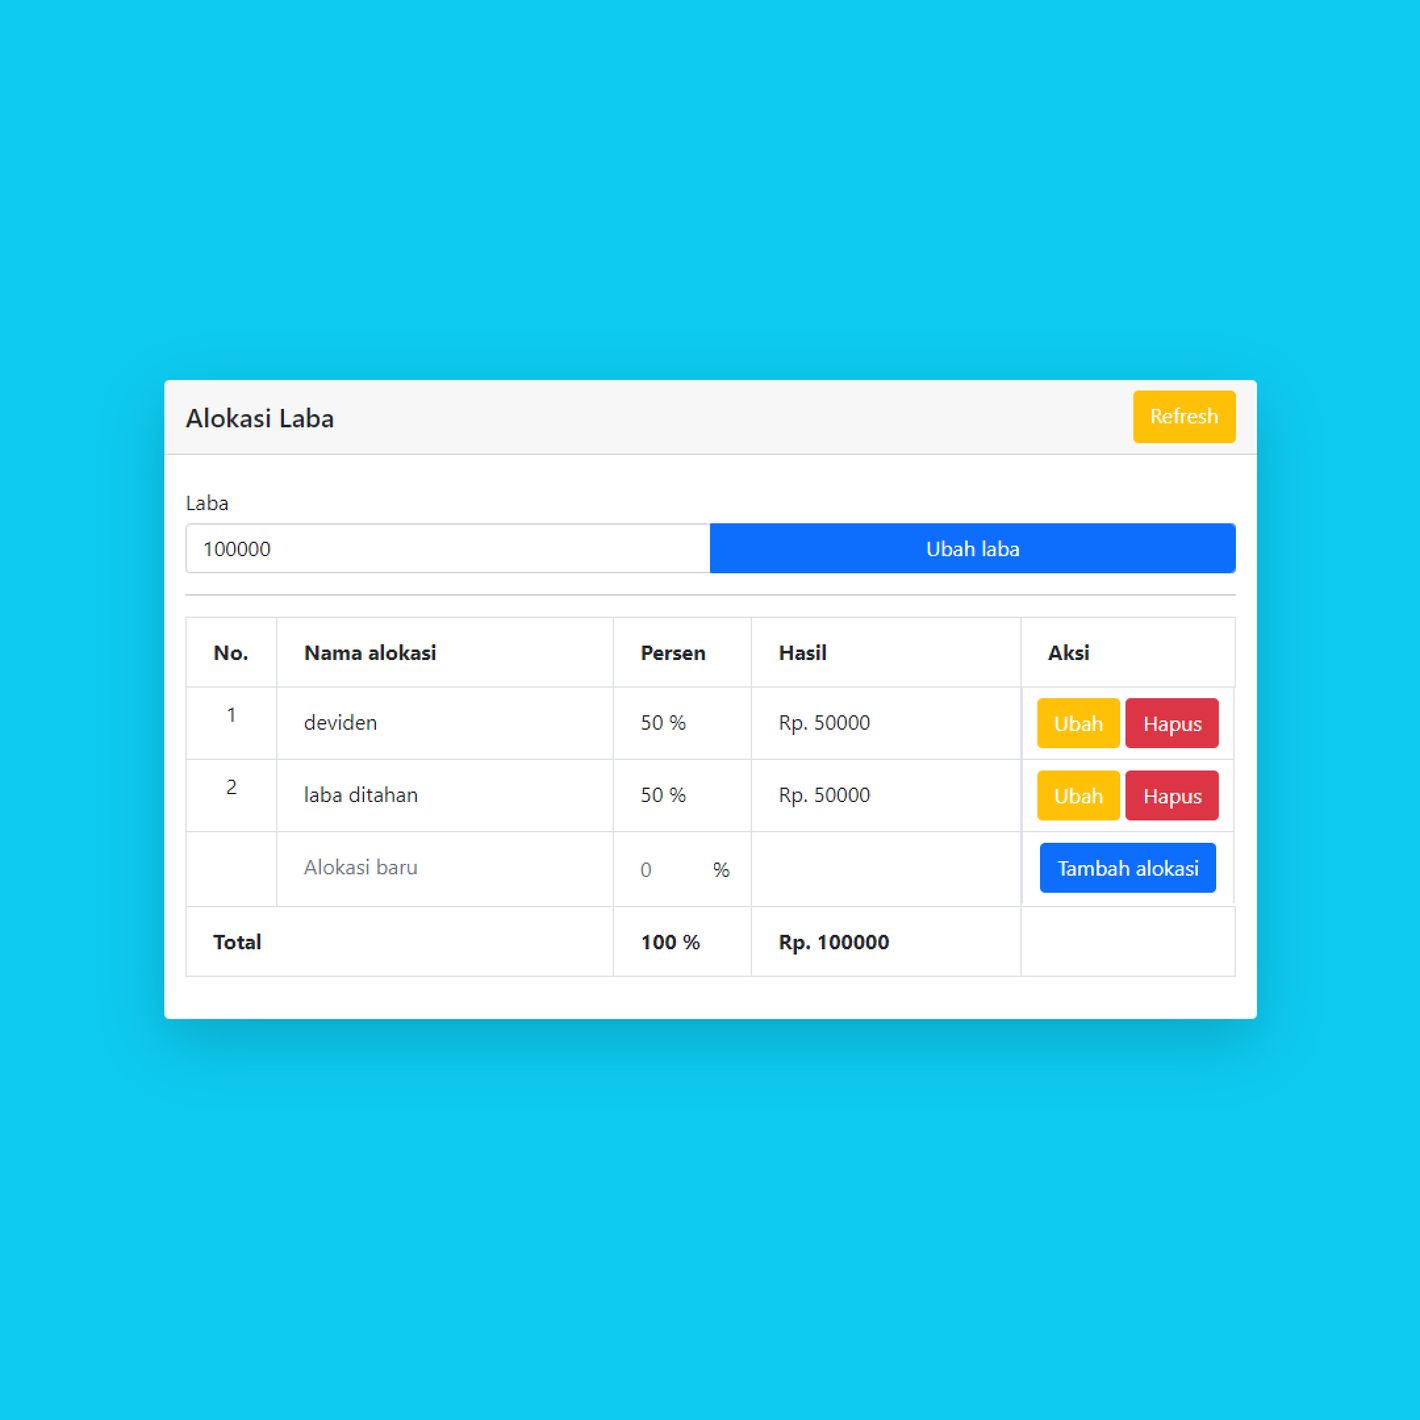 Alokasi Laba Refresh
Laba
100000 Ubah laba
No. Nama alokasi Persen Hasil Aksi
1 deviden 50 % Rp. 50000 Ubah Hapus
2 laba ditahan 50 % Rp. 50000 Ubah Hapus
Alokasi baru 0 % Tambah alokasi
Total 100 % Rp. 100000